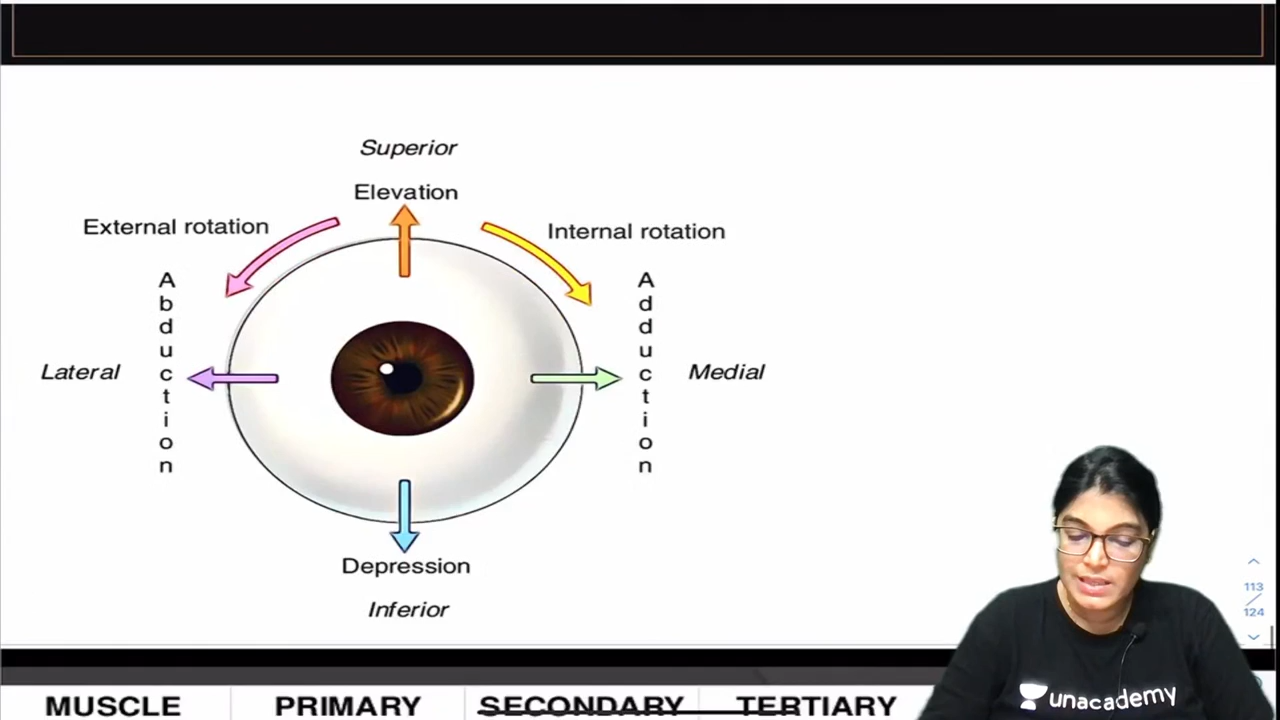 Superior
Elevation
External rotation
Internal rotation
Abduction
Adduction
Lateral
Medial
Depression
Inferior
113
124
unacademy
MUSCLE PRIMARY SECONDARY TERTIARY